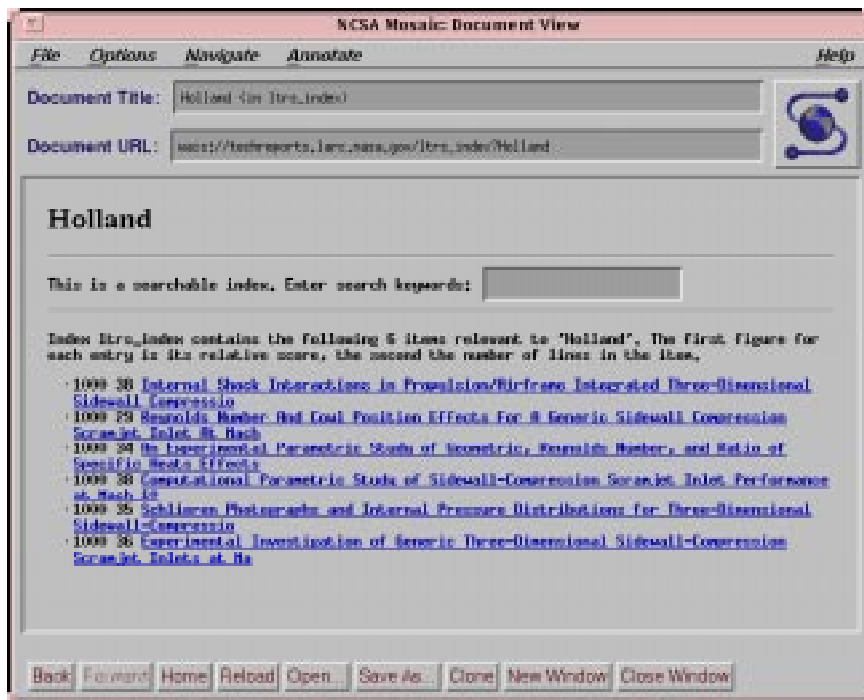 NCSA Mosaic: Document View
File Options Navigate Annotate Help
Document Title: Holland (in ltrs_index)
Document URL: wais://techreports.larc.nasa.gov/ltrs_index?Holland
Holland
This is a searchable index. Enter search keywords:
Index ltrs_index contains the following 6 items relevant to "Holland". The first figure for
each entry is its relative score, the second the number of lines in the item.
1000 38 Internal Shock Interactions in Propulsion/Airframe Integrated Three-Dimensional
Sidewall Compressio
1000 29 Reynolds Number And Cowl Position Effects For A Generic Sidewall Compression
Scramjet Inlet At Mach
1000 34 An Experimental Parametric Study of Geometric, Reynolds Number, and Ratio of
Specific Heats Effects
1000 38 Computational Parametric Study of Sidewall-Compression Scramjet Inlet Performance
at Mach
1000 35 Schlieren Photographs and Internal Pressure Distributions for Three-Dimensional
Sidewall-Compressio
1000 36 Experimental Investigation of Generic Three-Dimensional Sidewall-Compression
Scramjet Inlets at Ma
Back Forward Home Reload Open... Save As... Clone New Window Close Window